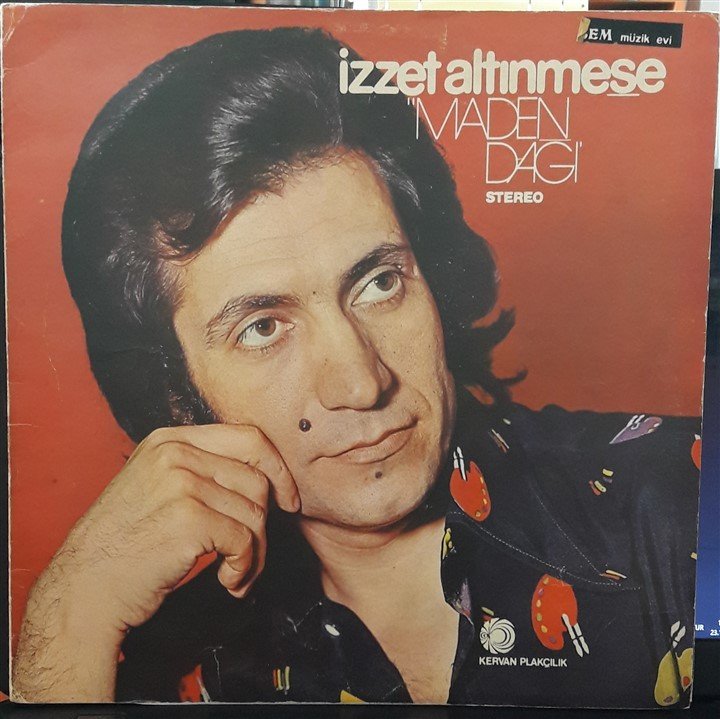 EM müzik evi
izzet altınmeşe
"MADEN
DAĞI"
STEREO
KERVAN PLAKÇILIK